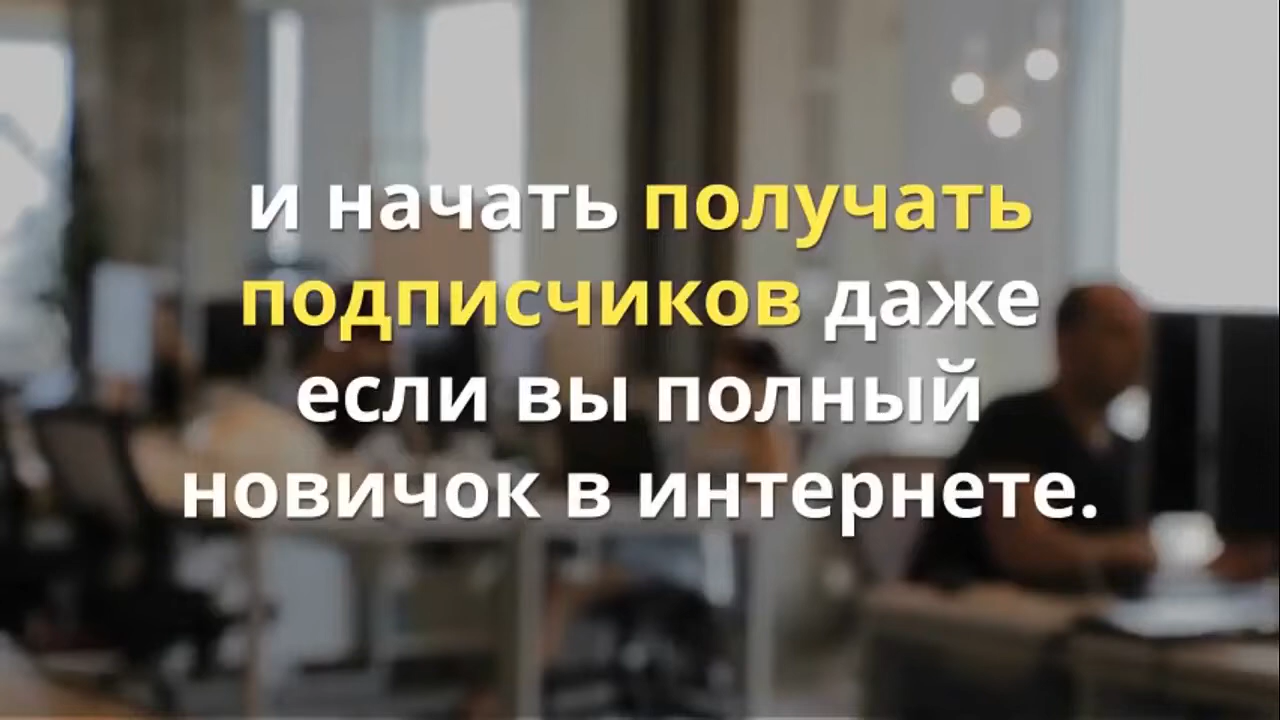 и начать получать
подписчиков даже
если вы полный
новичок в интернете.